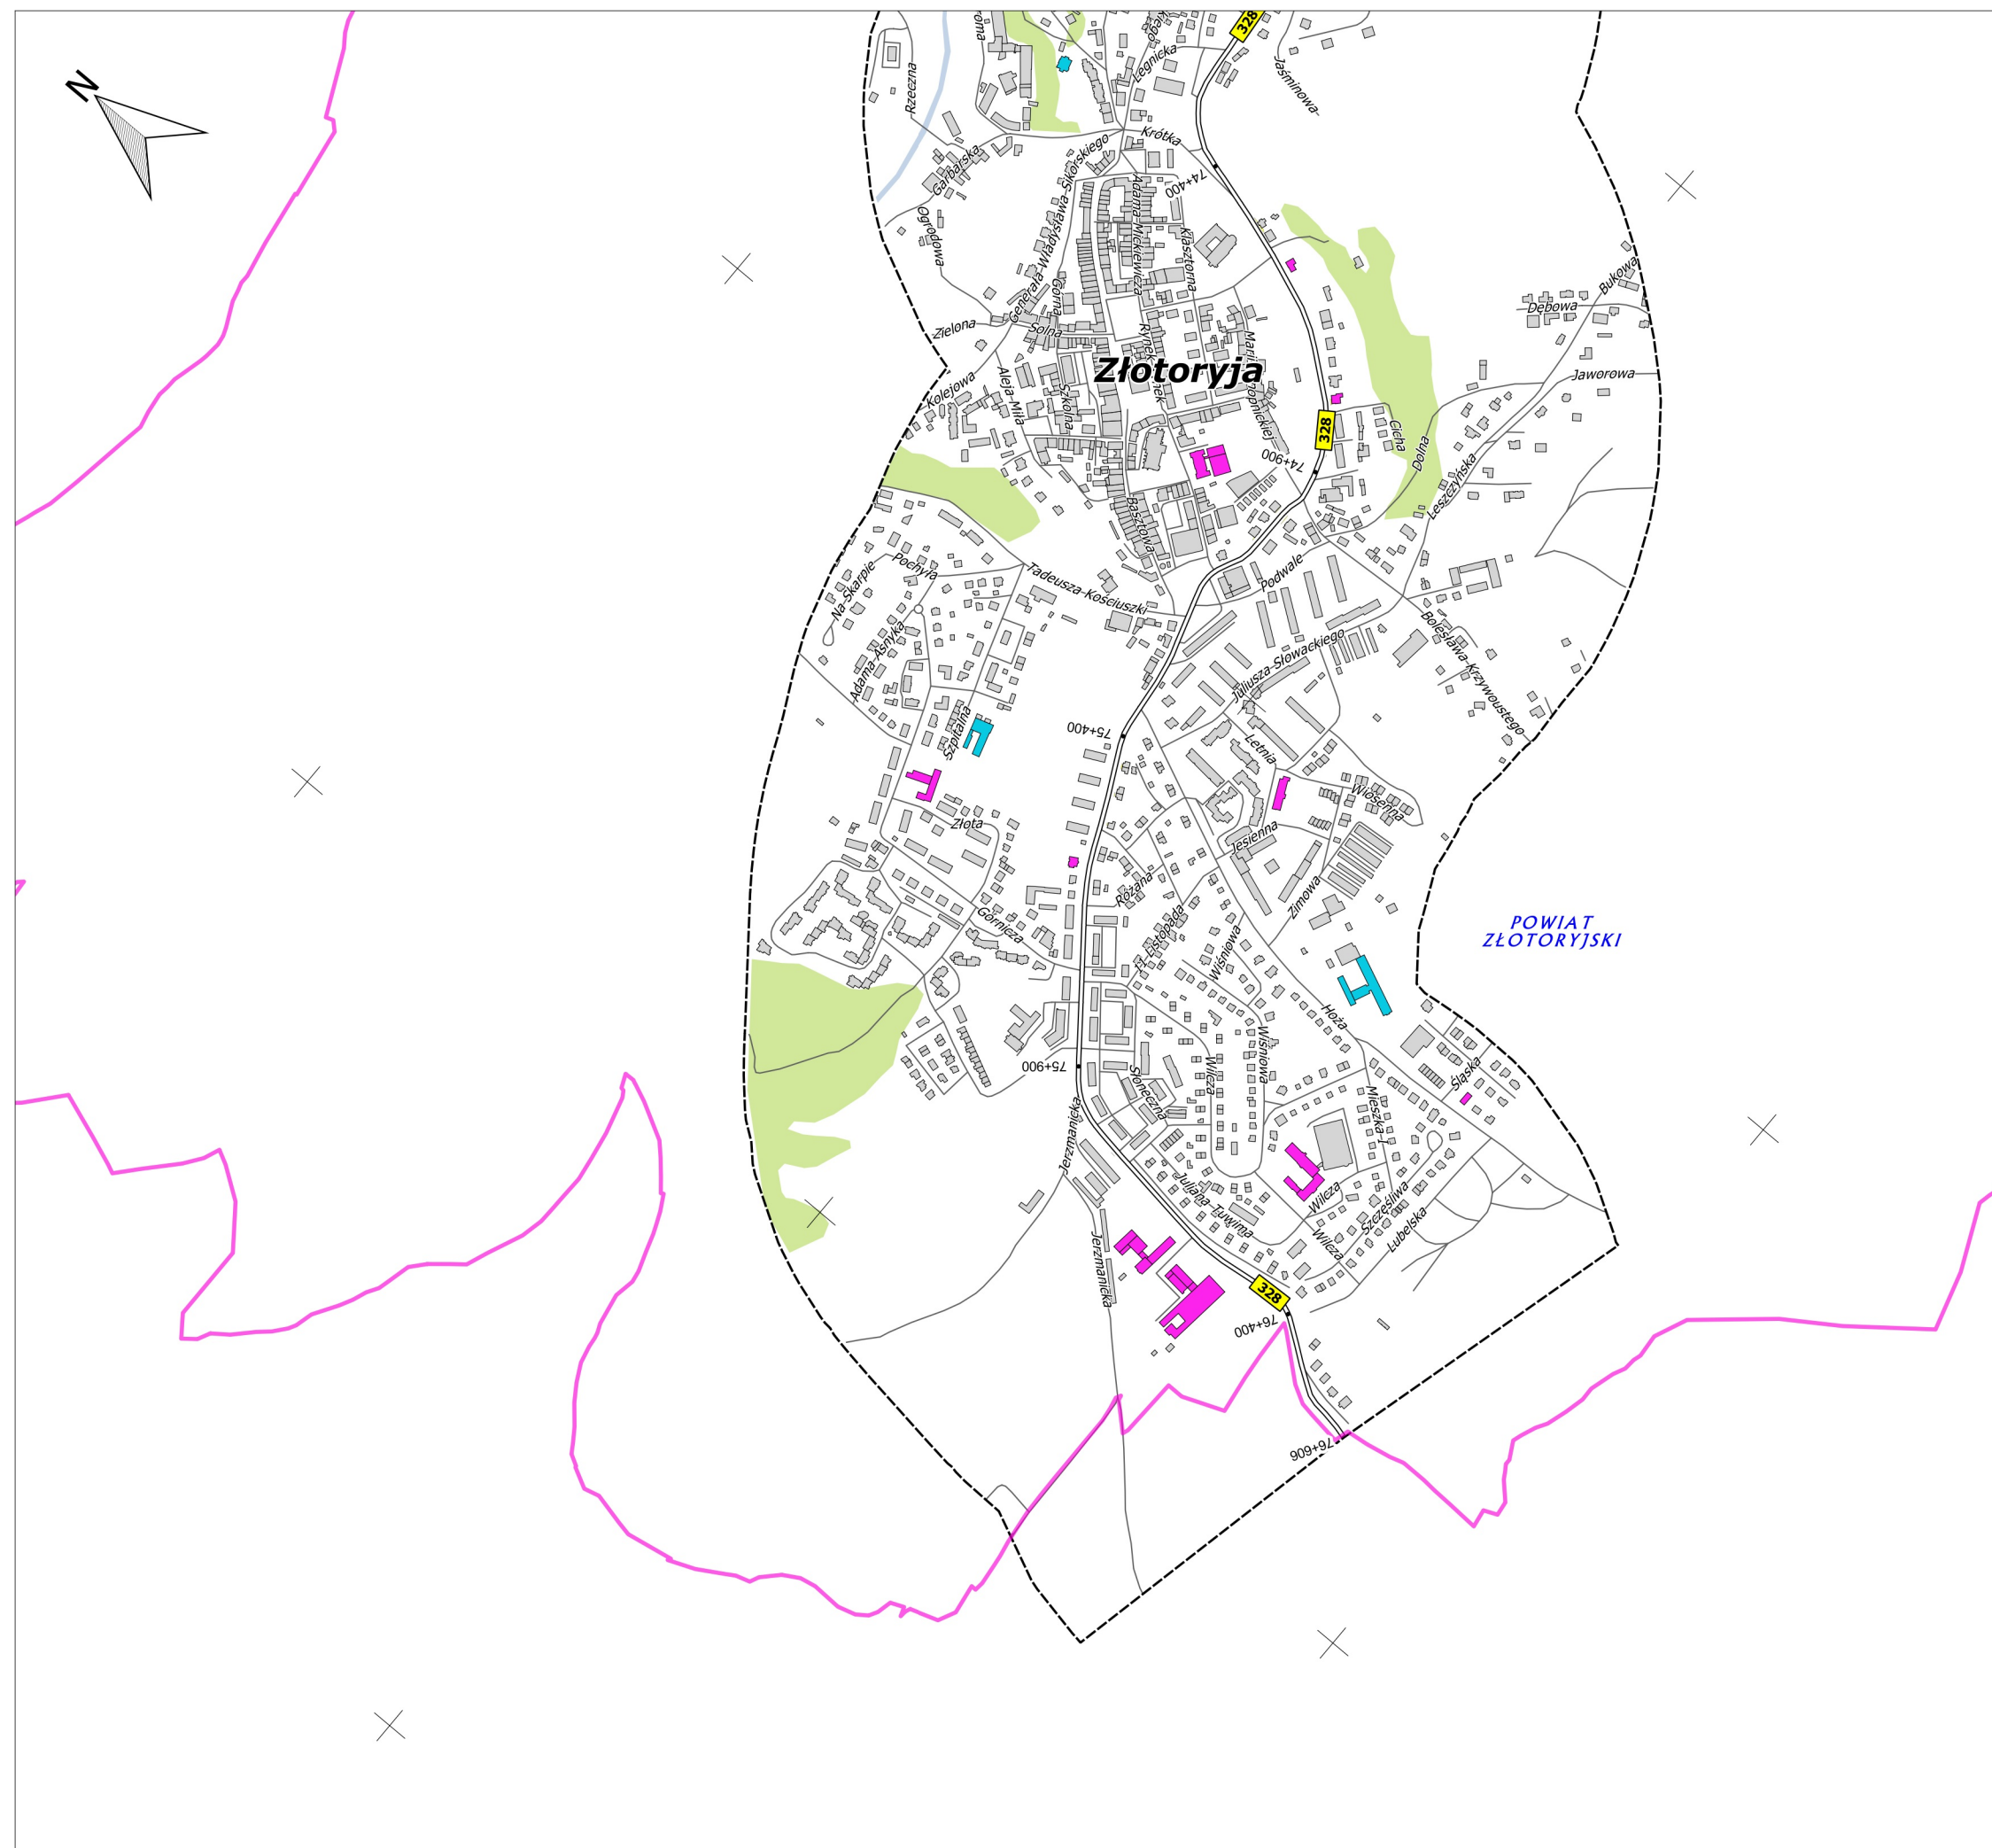 N
328
Rzeczna
Legnicka
Jaśminowa
Krótka
Garbarska
Generała Władysława Sikorskiego
Adama Mickiewicza
74+400
Ogrodowa
Klasztorna
Górna
Zielona
Solna
Rynek
Bukowa
Dębowa
Jaworowa
Złotoryja
Kolejowa
Aleja Miła
Szkolna
328
Cicha
Dolna
74+900
Leszczyńska
Basztowa
Na Skarpie
Pochyła
Tadeusza Kościuszki
Podwale
Adama Asnyka
Juliusza Słowackiego
Bolesława Krzywoustego
Szpitalna
75+400
Letnia
Wiosenna
Złota
Jesienna
Różana
Zimowa
Górnicza
11 Listopada
Wiśniowa
POWIAT
ZŁOTORYJSKI
Hoża
Wiśniowa
75+900
Słoneczna
Wilcza
Śląska
Mieszka I
Jerzmanicka
Juliana Tuwima
Wilcza
Szczęśliwa
Wilcza
Lubelska
Jerzmanicka
328
76+400
76+606